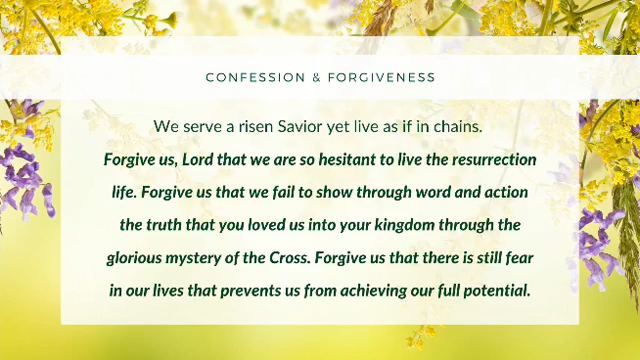 CONFESSION & FORGIVENESS
We serve a risen Savior yet live as if in chains.
Forgive us, Lord that we are so hesitant to live the resurrection
life. Forgive us that we fail to show through word and action
the truth that you loved us into your kingdom through the
glorious mystery of the Cross. Forgive us that there is still fear
in our lives that prevents us from achieving our full potential.